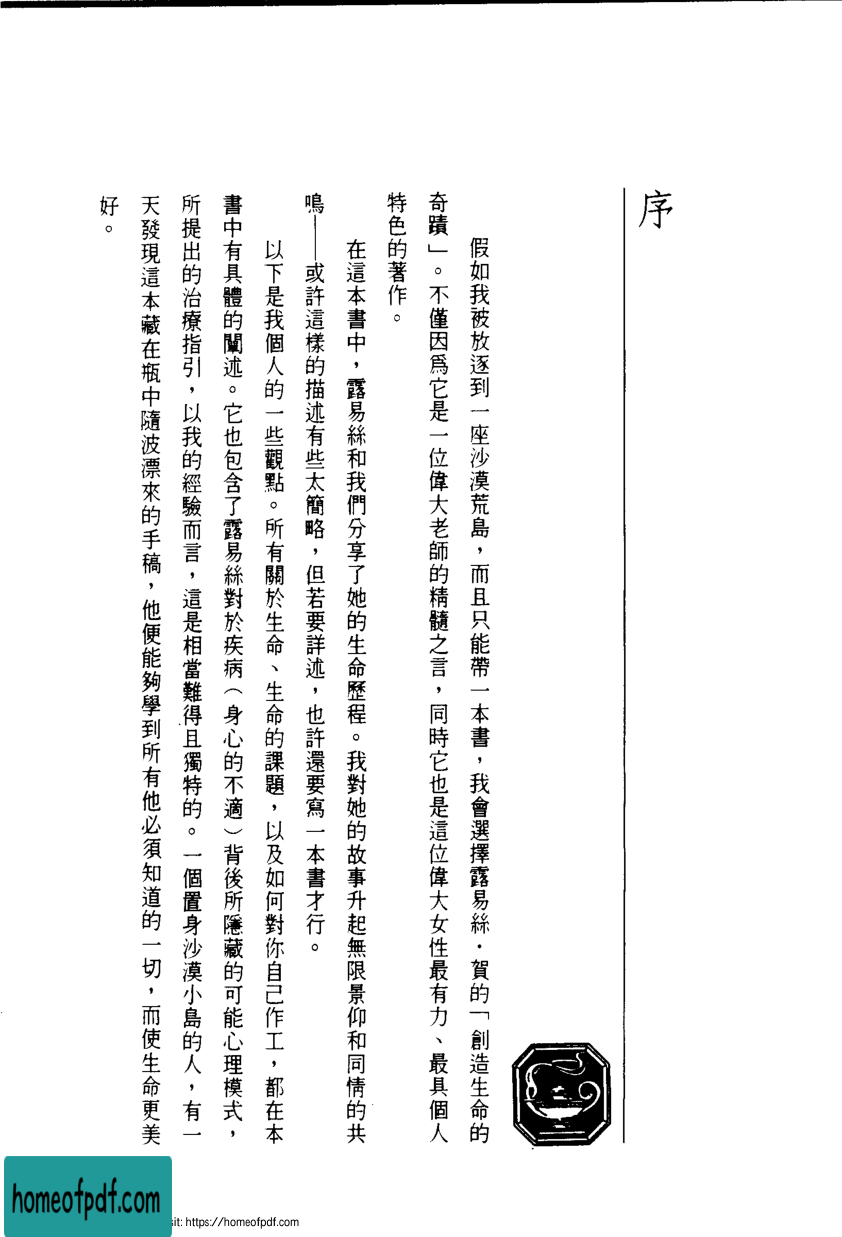 序
假如我被放逐到一座沙漠荒島，而且只能帶一本書，我會選擇露易絲・賀的「創造生命的
奇蹟」。不僅因爲它是一位偉大老師的精髓之言，同時它也是這位偉大女性最有力、最具個人
特色的著作。
在這本書中，露易絲和我們分享了她的生命歷程。我對她的故事升起無限景仰和同情的共
鳴——或許這樣的描述有些太簡略，但若要詳述，也許還要寫一本書才行。
以下是我個人的一些觀點。所有關於生命、生命的課題，以及如何對你自己作工，都在本
書中有具體的闡述。它也包含了露易絲對於疾病（身心的不適）背後所隱藏的可能心理模式，
所提出的治療指引，以我的經驗而言，這是相當難得且獨特的。一個置身沙漠小島的人，有一
天發現這本藏在瓶中隨波漂來的手稿，他便能夠學到所有他必須知道的一切，而使生命更美
好。
homeofpdf.com
sit: https://homeofpdf.com